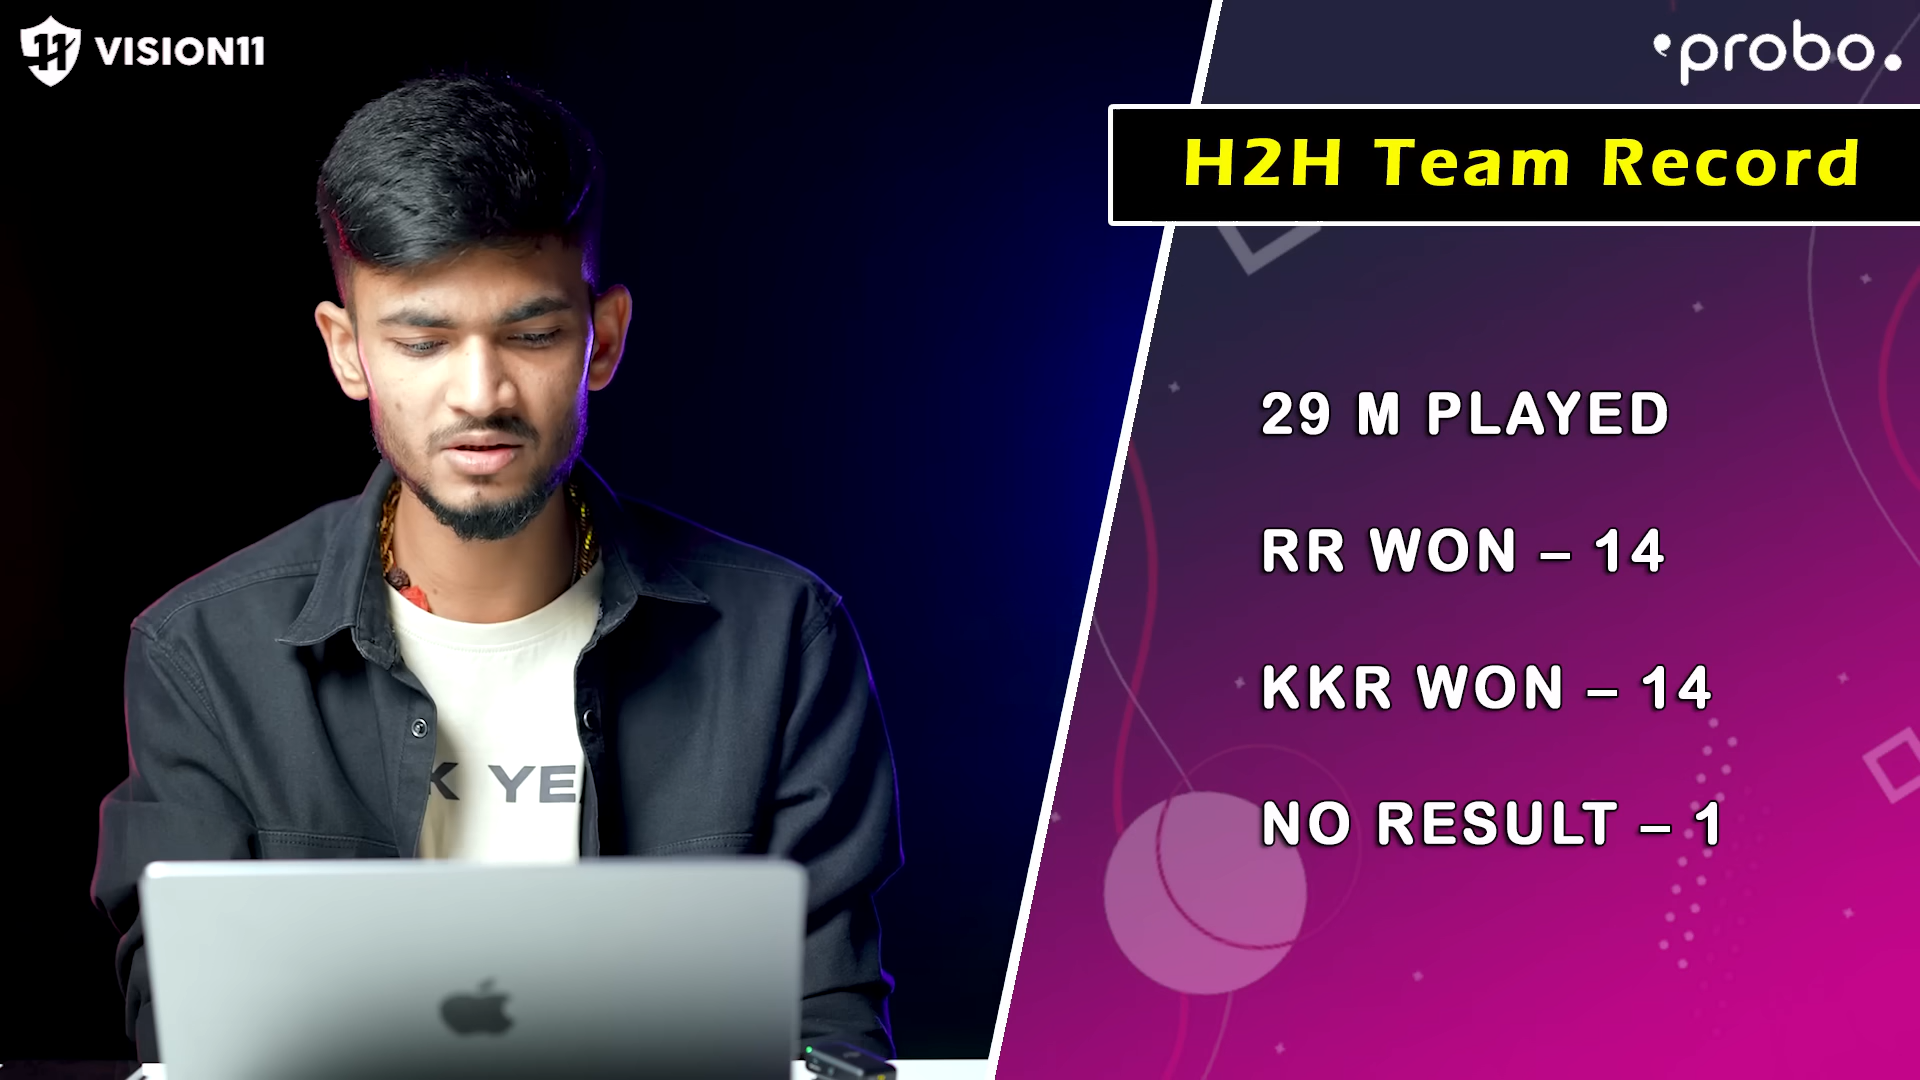 VISION11
probo.
H2H Team Record
29 M PLAYED
RR WON – 14
KKR WON – 14
NO RESULT – 1
K YE